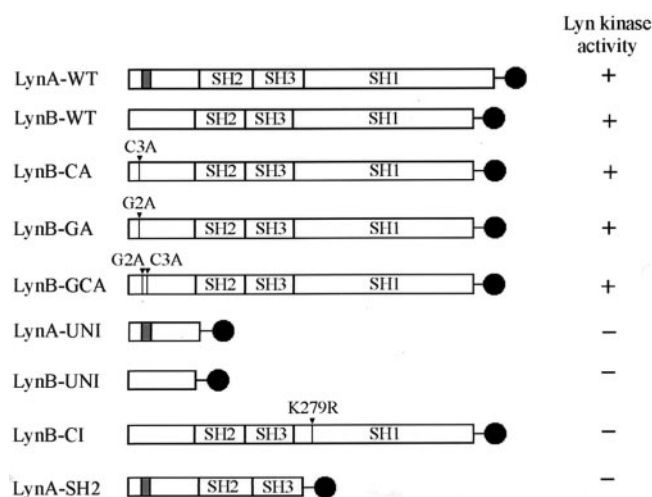 Lyn kinase
activity
LynA-WT SH2 SH3 SH1 +
LynB-WT SH2 SH3 SH1 +
C3A
LynB-CA SH2 SH3 SH1 +
G2A
LynB-GA SH2 SH3 SH1 +
G2A C3A
LynB-GCA SH2 SH3 SH1 +
LynA-UNI −
LynB-UNI −
K279R
LynB-CI SH2 SH3 SH1 −
LynA-SH2 SH2 SH3 −